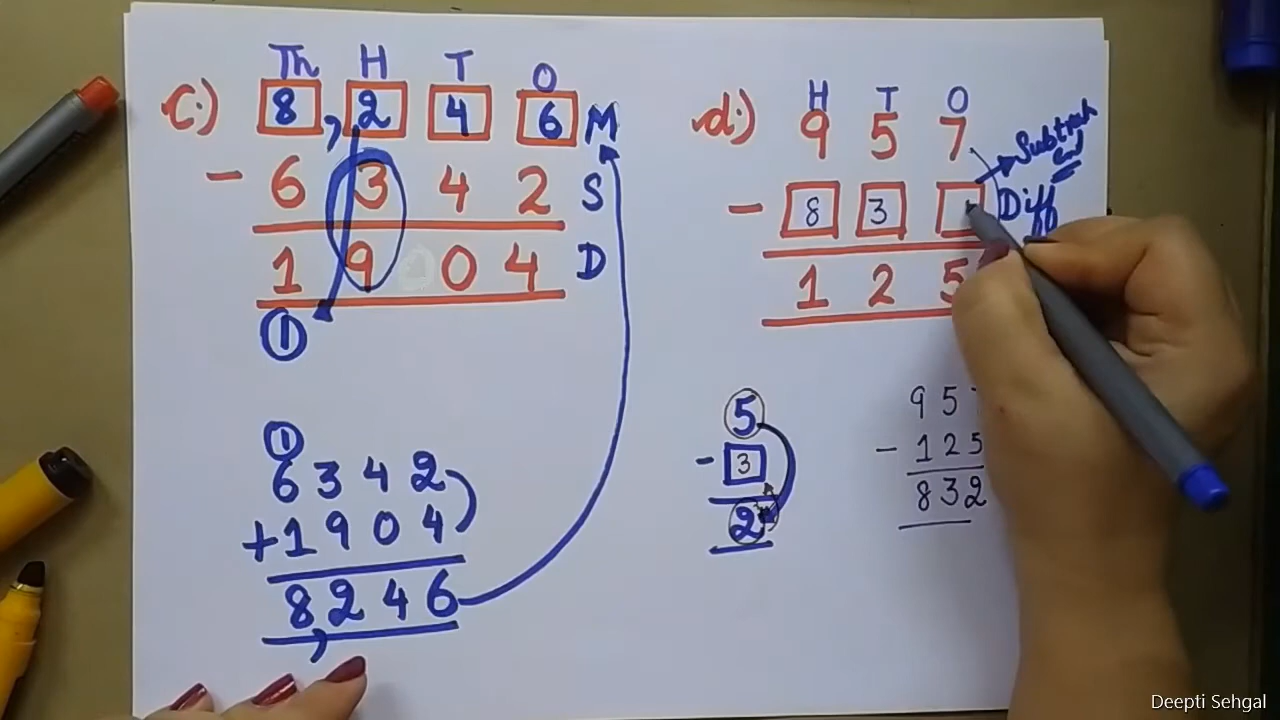 c)
Th H T O
8, 2 4 6 M
- 6 3 4 2 S
1 9 0 4 D
①
①
6 3 4 2
+ 1 9 0 4
8, 2 4 6
d)
H T O
9 5 7
- 8 3
1 2 5
Diff
5
- 3
2
9 5
- 1 2 5
8 3 2
Deepti Sehgal